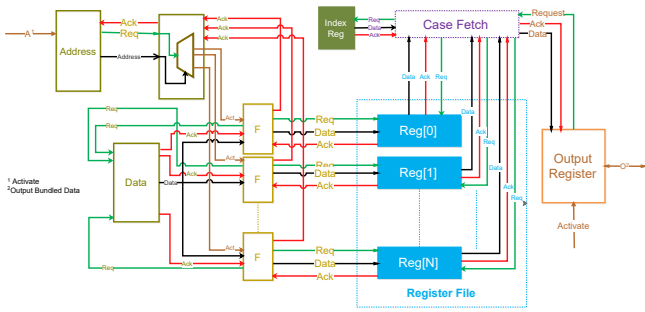 Ack
Req
A¹
Address
Address
Ack
Ack
Ack
Index
Reg
Req
Data
Ack
Case Fetch
Request
Ack
Data
Data
Ack
Req
Data
Ack
Req
Data
Ack
Req
Req
Req
Act
F
Req
Data
Ack
Reg[0]
Ack
Ack
Data
Data
Act
F
Req
Data
Ack
Reg[1]
Output
Register
O²
Activate
¹ Activate
²Output Bundled Data
Req
Ack
Act
F
Req
Data
Ack
Reg[N]
Register File